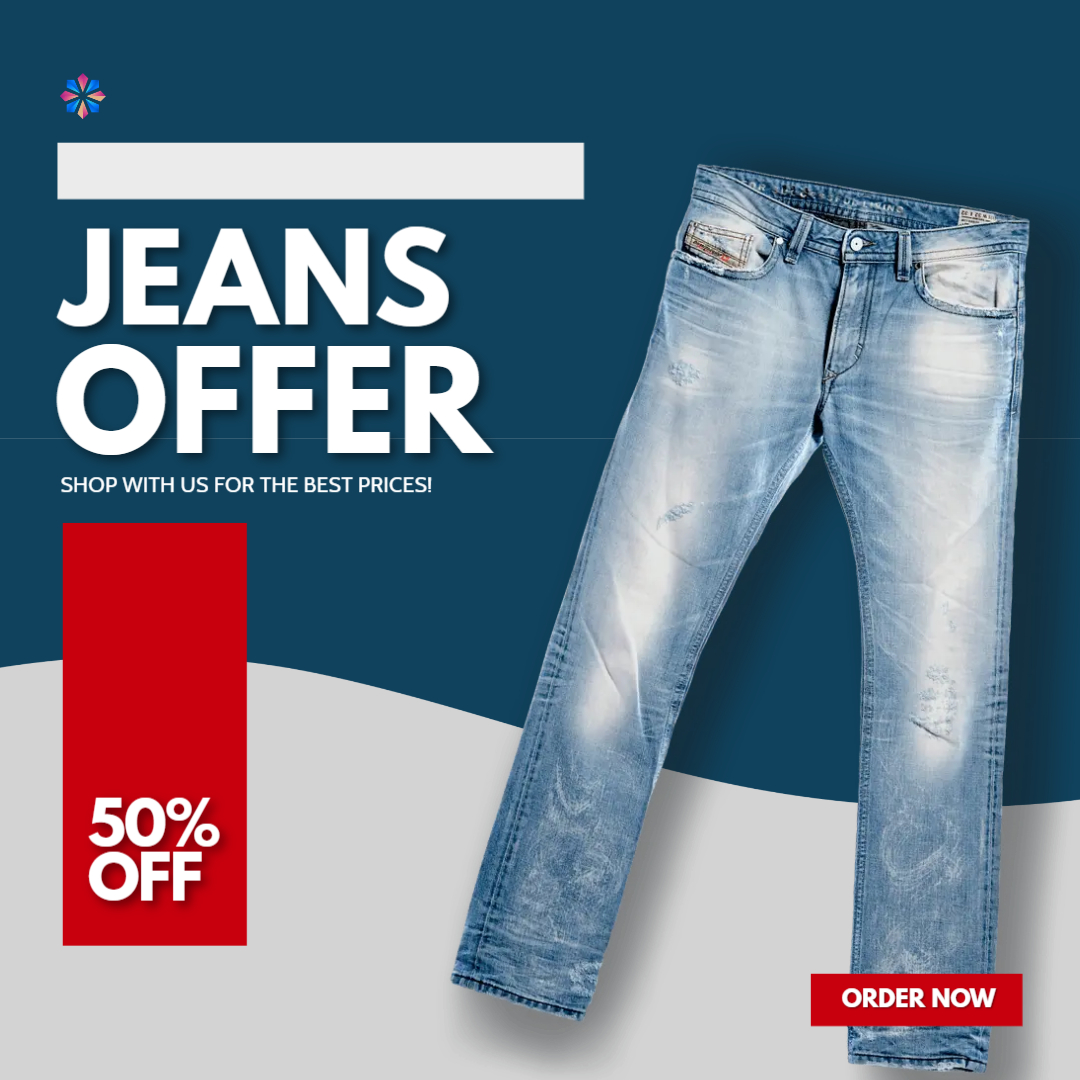 JEANS
OFFER
SHOP WITH US FOR THE BEST PRICES!
50%
OFF
ORDER NOW